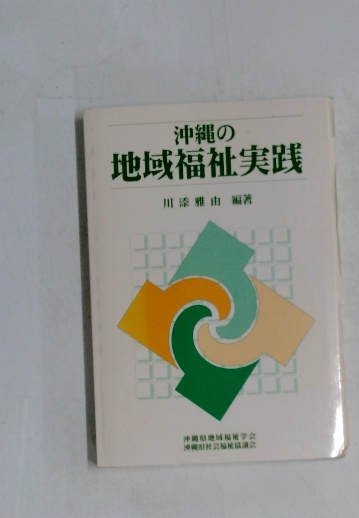 沖縄の
地域福祉実践
川添雅由 編著
沖縄県地域福祉学会
沖縄県社会福祉協議会